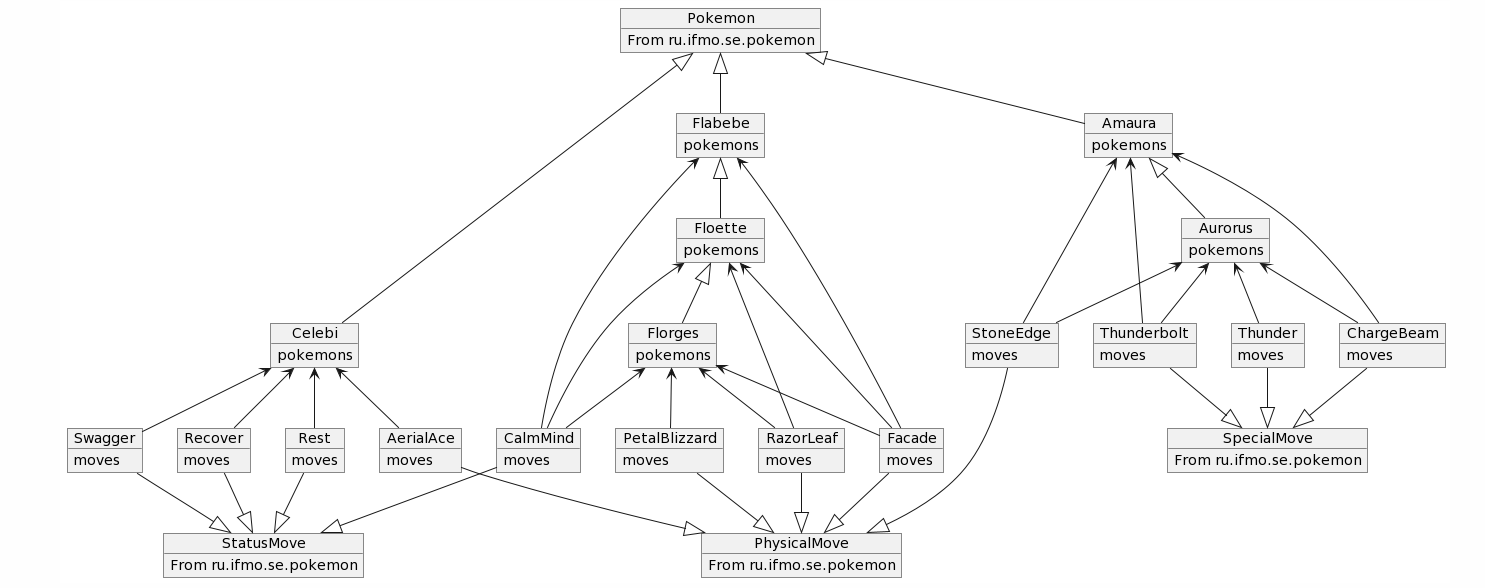 Pokemon
From ru.ifmo.se.pokemon
Flabebe
pokemons
Amaura
pokemons
Floette
pokemons
Aurorus
pokemons
Celebi
pokemons
Florges
pokemons
StoneEdge
moves
Thunderbolt
moves
Thunder
moves
ChargeBeam
moves
Swagger
moves
Recover
moves
Rest
moves
AerialAce
moves
CalmMind
moves
PetalBlizzard
moves
RazorLeaf
moves
Facade
moves
SpecialMove
From ru.ifmo.se.pokemon
StatusMove
From ru.ifmo.se.pokemon
PhysicalMove
From ru.ifmo.se.pokemon